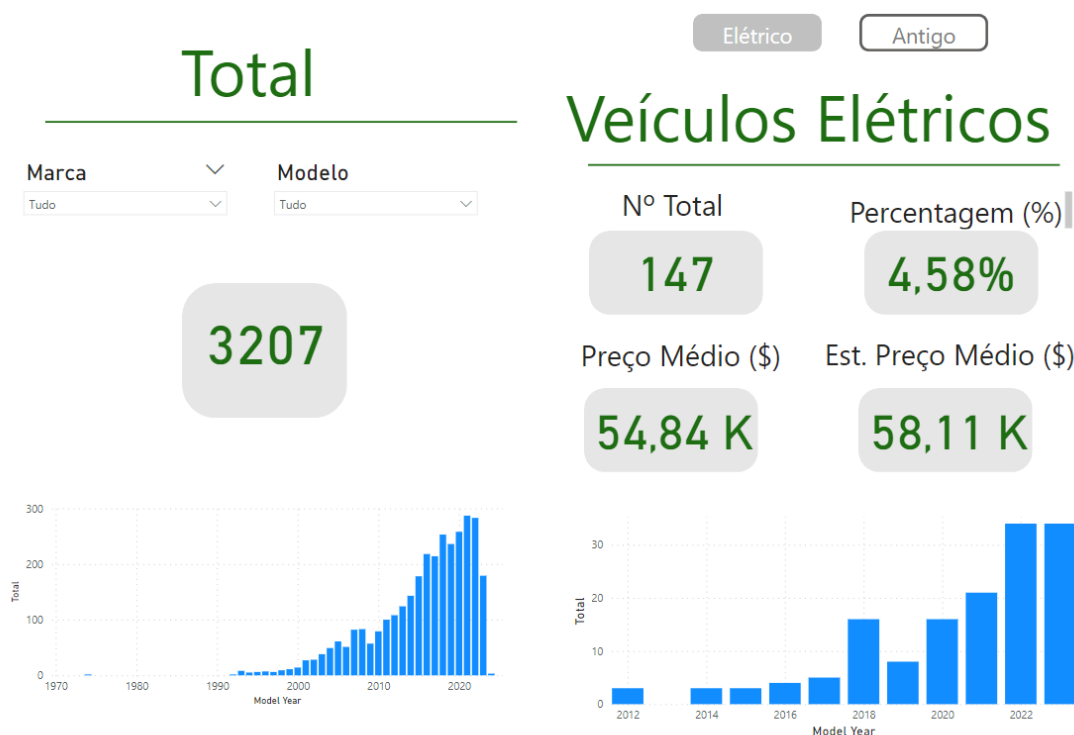 Total
Marca
Modelo
Tudo
Tudo
3207
300
200
100
0
Total
1970 1980 1990 2000 2010 2020
Model Year
Elétrico
Antigo
Veículos Elétricos
Nº Total
Percentagem (%)
147
4,58%
Preço Médio ($)
Est. Preço Médio ($)
54,84 K
58,11 K
30
20
10
0
Total
2012 2014 2016 2018 2020 2022
Model Year